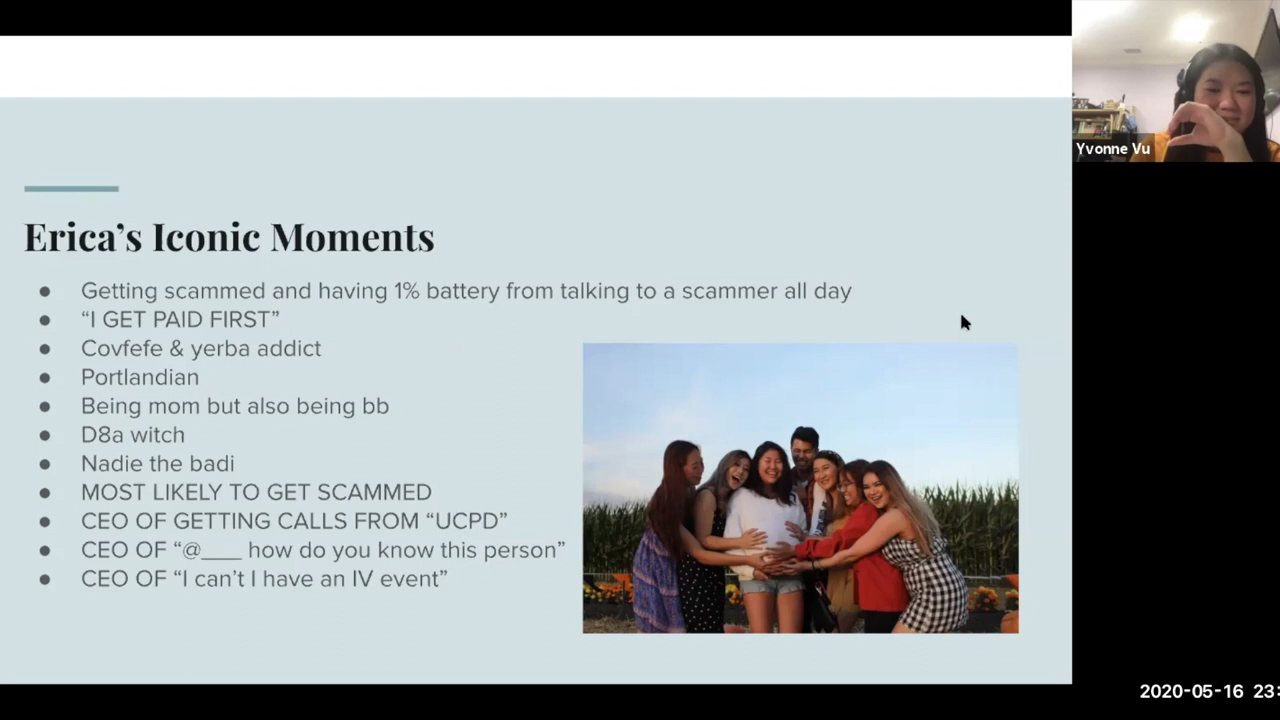 Erica’s Iconic Moments
● Getting scammed and having 1% battery from talking to a scammer all day
● “I GET PAID FIRST”
● Covfefe & yerba addict
● Portlandian
● Being mom but also being bb
● D8a witch
● Nadie the badi
● MOST LIKELY TO GET SCAMMED
● CEO OF GETTING CALLS FROM “UCPD”
● CEO OF “@___ how do you know this person”
● CEO OF “I can’t I have an IV event”
Yvonne Vu
2020-05-16 23: